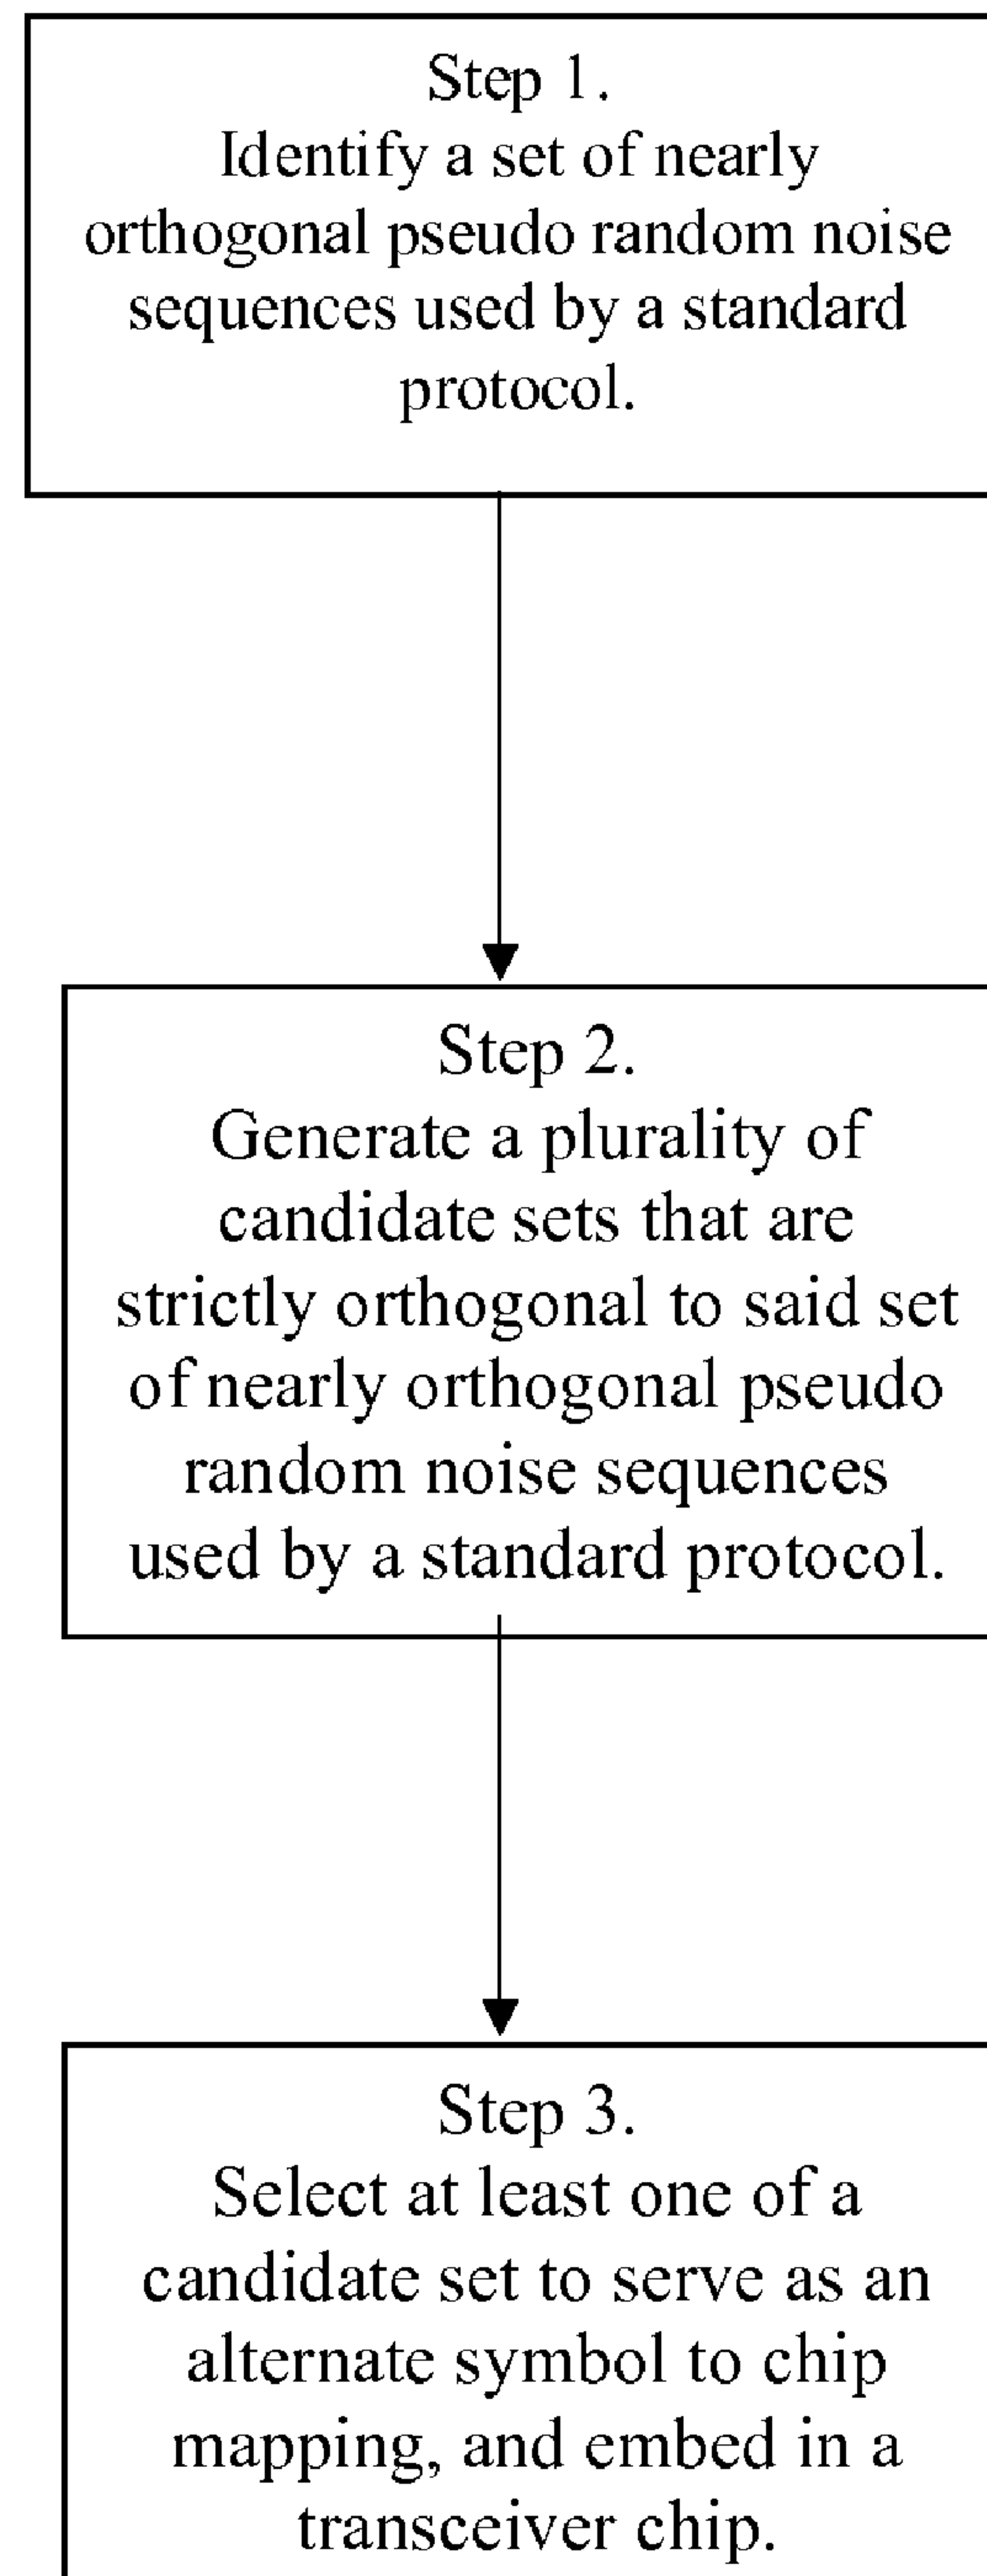 Step 1.
Identify a set of nearly
orthogonal pseudo random noise
sequences used by a standard
protocol.
Step 2.
Generate a plurality of
candidate sets that are
strictly orthogonal to said set
of nearly orthogonal pseudo
random noise sequences
used by a standard protocol.
Step 3.
Select at least one of a
candidate set to serve as an
alternate symbol to chip
mapping, and embed in a
transceiver chip.